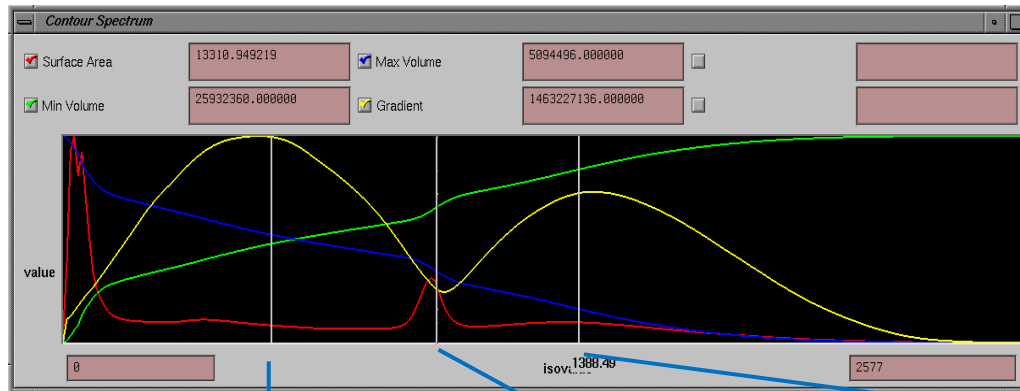 Contour Spectrum
Surface Area 13310.949219 Max Volume 5094496.000000
Min Volume 25932360.000000 Gradient 1463227136.000000
value
0 1388.49 2577